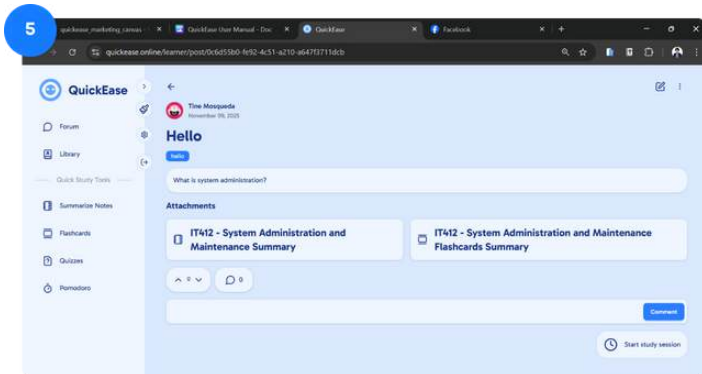 5
quickease_marketing_canvas
QuickEase User Manual - Doc
QuickEase
Facebook
quickease.online/learner/post/0c6d55b0-fe92-4c51-a210-a647f3711dcb
QuickEase
Forum
Library
Quick Study Tools
Summarize Notes
Flashcards
Quizzes
Pomodoro
Tine Mosqueda
November 09, 2025
Hello
hello
What is system administration?
Attachments
IT412 - System Administration and
Maintenance Summary
IT412 - System Administration and Maintenance
Flashcards Summary
0
0
Comment
Start study session